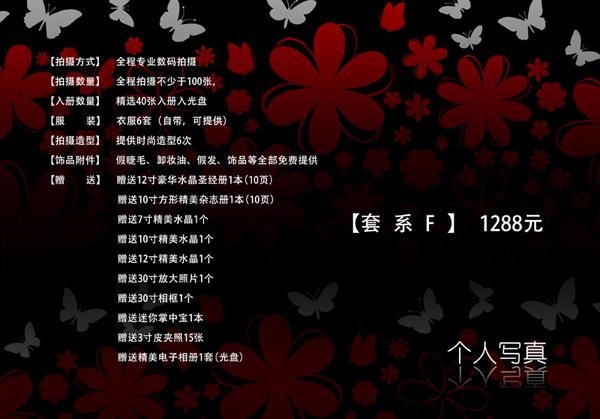 【拍摄方式】 全程专业数码拍摄
【拍摄数量】 全程拍摄不少于100张,
【入册数量】 精选40张入册入光盘
【服 装】 衣服6套(自带,可提供)
【拍摄造型】 提供时尚造型6次
【饰品附件】 假睫毛、卸妆油、假发、饰品等全部免费提供
【赠 送】 赠送12寸豪华水晶圣经册1本(10页)
赠送10寸方形精美杂志册1本(10页)
赠送7寸精美水晶1个
赠送10寸精美水晶1个
赠送12寸精美水晶1个
赠送30寸放大照片1个
赠送30寸相框1个
赠送迷你掌中宝1本
赠送3寸皮夹照15张
赠送精美电子相册1套(光盘)
【套 系 F 】 1288元
个人写真